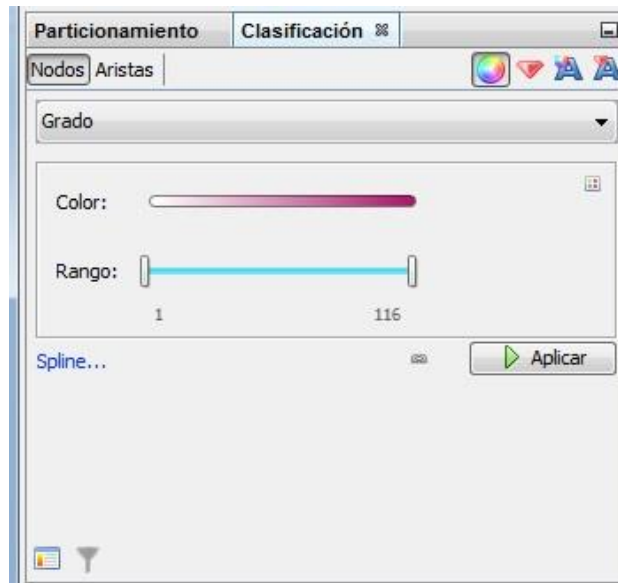 Particionamiento Clasificación
Nodos Aristas
Grado
Color:
Rango:
1 116
Spline... Aplicar